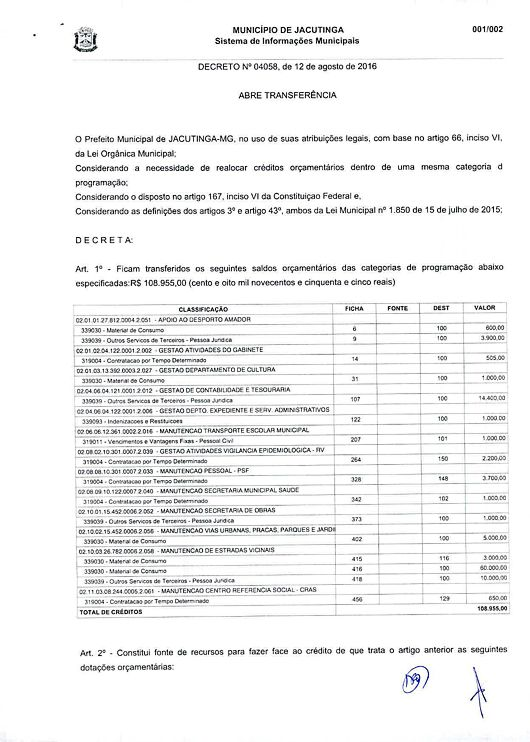 MUNICÍPIO DE JACUTINGA
001/002
Sistema de Informações Municipais
DECRETO Nº 04058, de 12 de agosto de 2016
ABRE TRANSFERÊNCIA
O Prefeito Municipal de JACUTINGA-MG, no uso de suas atribuições legais, com base no artigo 66, inciso VI,
da Lei Orgânica Municipal;
Considerando a necessidade de realocar créditos orçamentários dentro de uma mesma categoria d
programação;
Considerando o disposto no artigo 167, inciso VI da Constituiçao Federal e,
Considerando as definições dos artigos 3º e artigo 43º, ambos da Lei Municipal nº 1.850 de 15 de julho de 2015;
D E C R E T A:
Art. 1º - Ficam transferidos os seguintes saldos orçamentários das categorias de programação abaixo
especificadas:R$ 108.955,00 (cento e oito mil novecentos e cinquenta e cinco reais)
CLASSIFICAÇÃO FICHA FONTE DEST VALOR
02.01.01.27.812.0004.2.051 - APOIO AO DESPORTO AMADOR
339030 - Material de Consumo 6 100 600,00
339039 - Outros Servicos de Terceiros - Pessoa Juridica 9 100 3.900,00
02.01.02.04.122.0001.2.002 - GESTAO ATIVIDADES DO GABINETE
319004 - Contratacao por Tempo Determinado 14 100 505,00
02.01.03.13.392.0003.2.027 - GESTAO DEPARTAMENTO DE CULTURA
339030 - Material de Consumo 31 100 1.000,00
02.04.06.04.121.0001.2.012 - GESTAO DE CONTABILIDADE E TESOURARIA
339039 - Outros Servicos de Terceiros - Pessoa Juridica 107 100 14.400,00
02.04.06.04.122.0001.2.006 - GESTAO DEPTO. EXPEDIENTE E SERV. ADMINISTRATIVOS
339093 - Indenizacoes e Restituicoes 122 100 1.000,00
02.06.06.12.361.0002.2.016 - MANUTENCAO TRANSPORTE ESCOLAR MUNICIPAL
319011 - Vencimentos e Vantagens Fixas - Pessoal Civil 207 101 1.000,00
02.08.02.10.301.0007.2.039 - GESTAO ATIVIDADES VIGILANCIA EPIDEMIOLOGICA - RV
319004 - Contratacao por Tempo Determinado 264 150 2.200,00
02.08.08.10.301.0007.2.033 - MANUTENCAO PESSOAL - PSF
319004 - Contratacao por Tempo Determinado 328 148 3.700,00
02.08.09.10.122.0007.2.040 - MANUTENCAO SECRETARIA MUNICIPAL SAUDE
319004 - Contratacao por Tempo Determinado 342 102 1.000,00
02.10.01.15.452.0006.2.052 - MANUTENCAO SECRETARIA DE OBRAS
339039 - Outros Servicos de Terceiros - Pessoa Juridica 373 100 1.000,00
02.10.02.15.452.0006.2.056 - MANUTENCAO VIAS URBANAS, PRACAS, PARQUES E JARDI
339030 - Material de Consumo 402 100 5.000,00
02.10.03.26.782.0006.2.058 - MANUTENCAO DE ESTRADAS VICINAIS
339030 - Material de Consumo 415 116 3.000,00
339030 - Material de Consumo 416 100 60.000,00
339039 - Outros Servicos de Terceiros - Pessoa Juridica 418 100 10.000,00
02.11.03.08.244.0005.2.061 - MANUTENCAO CENTRO REFERENCIA SOCIAL - CRAS
319004 - Contratacao por Tempo Determinado 456 129 650,00
TOTAL DE CRÉDITOS 108.955,00
Art. 2º - Constitui fonte de recursos para fazer face ao crédito de que trata o artigo anterior as seguintes
dotações orçamentárias: